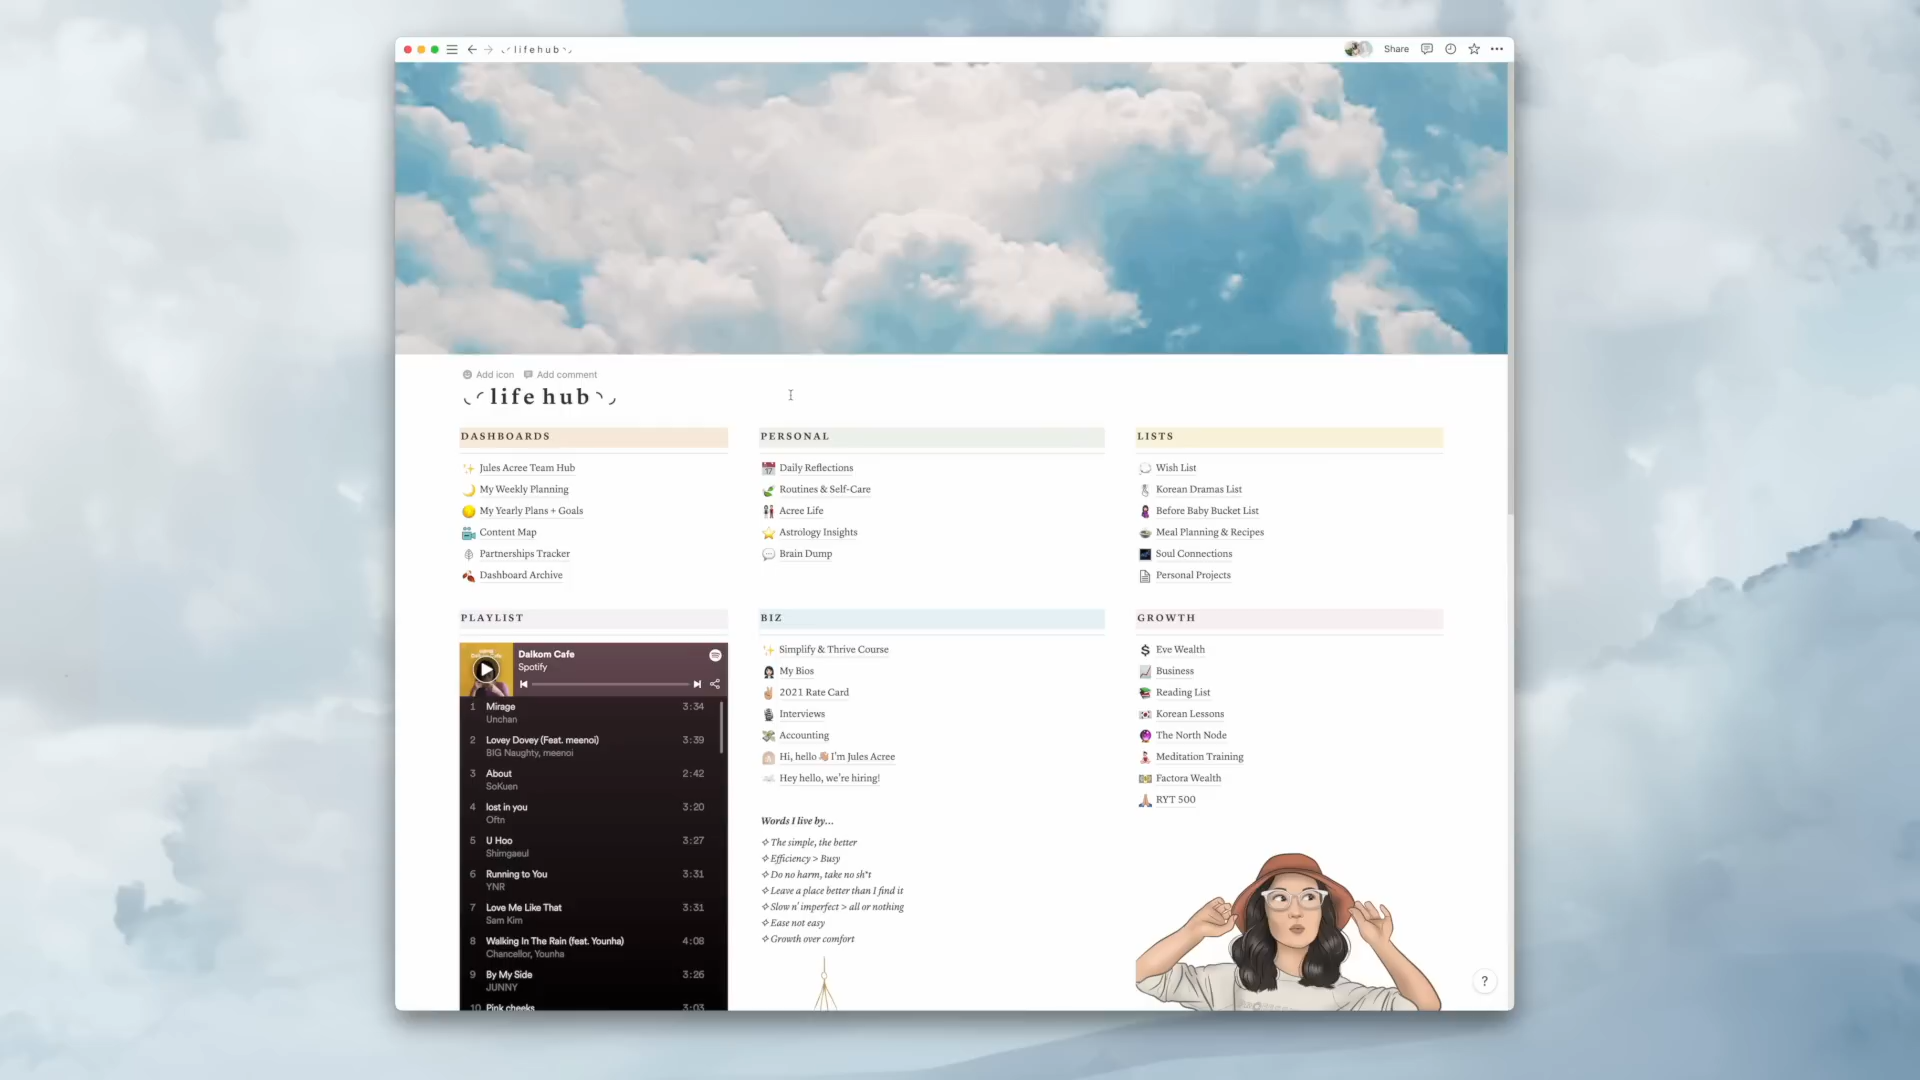 life hub
Share
Add icon Add comment
life hub
DASHBOARDS
Jules Acree Team Hub
My Weekly Planning
My Yearly Plans + Goals
Content Map
Partnerships Tracker
Dashboard Archive
PERSONAL
Daily Reflections
Routines & Self-Care
Acree Life
Astrology Insights
Brain Dump
LISTS
Wish List
Korean Dramas List
Before Baby Bucket List
Meal Planning & Recipes
Soul Connections
Personal Projects
PLAYLIST
Dalkom Cafe
Spotify
1 Mirage 3:34
Unchan
2 Lovey Dovey (Feat. meenoi) 3:39
BIG Naughty, meenoi
3 About 2:42
SoKuen
4 lost in you 3:20
Oftn
5 U Hoo 3:27
Shirngaeul
6 Running to You 3:31
YNR
7 Love Me Like That 3:31
Sam Kim
8 Walking In The Rain (feat. Younha) 4:08
Chancellor, Younha
9 By My Side 3:26
JUNNY
10 Pink cheeks 3:03
BIZ
Simplify & Thrive Course
My Bios
2021 Rate Card
Interviews
Accounting
Hi, hello 👋🏼 I'm Jules Acree
Hey hello, we're hiring!
Words I live by...
✧ The simple, the better
✧ Efficiency > Busy
✧ Do no harm, take no sh*t
✧ Leave a place better than I find it
✧ Slow n' imperfect > all or nothing
✧ Ease not easy
✧ Growth over comfort
GROWTH
Eve Wealth
Business
Reading List
Korean Lessons
The North Node
Meditation Training
Factora Wealth
RYT 500
?